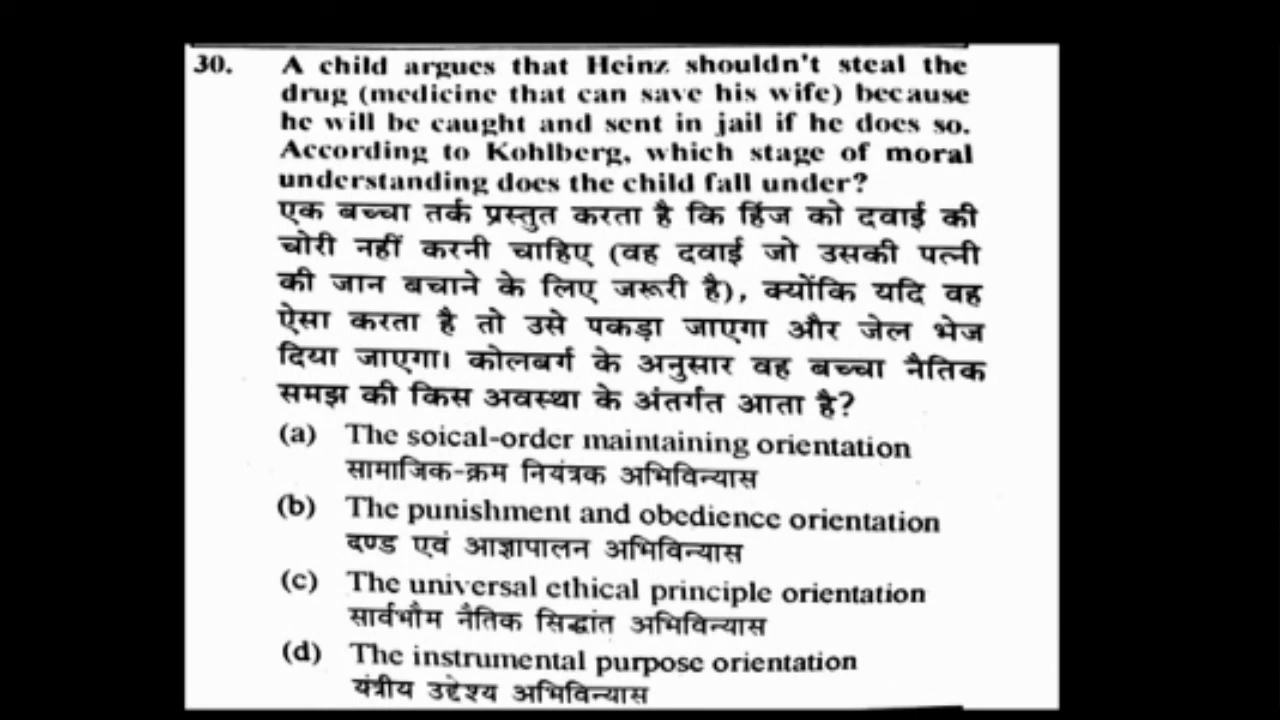 30. A child argues that Heinz shouldn't steal the
drug (medicine that can save his wife) because
he will be caught and sent in jail if he does so.
According to Kohlberg, which stage of moral
understanding does the child fall under?
एक बच्चा तर्क प्रस्तुत करता है कि हिंज को दवाई की
चोरी नहीं करनी चाहिए (वह दवाई जो उसकी पत्नी
की जान बचाने के लिए जरूरी है), क्योंकि यदि वह
ऐसा करता है तो उसे पकड़ा जाएगा और जेल भेज
दिया जाएगा। कोलबर्ग के अनुसार वह बच्चा नैतिक
समझ की किस अवस्था के अंतर्गत आता है?
(a) The soical-order maintaining orientation
सामाजिक-क्रम नियंत्रक अभिविन्यास
(b) The punishment and obedience orientation
दण्ड एवं आज्ञापालन अभिविन्यास
(c) The universal ethical principle orientation
सार्वभौम नैतिक सिद्धांत अभिविन्यास
(d) The instrumental purpose orientation
यंत्रीय उद्देश्य अभिविन्यास